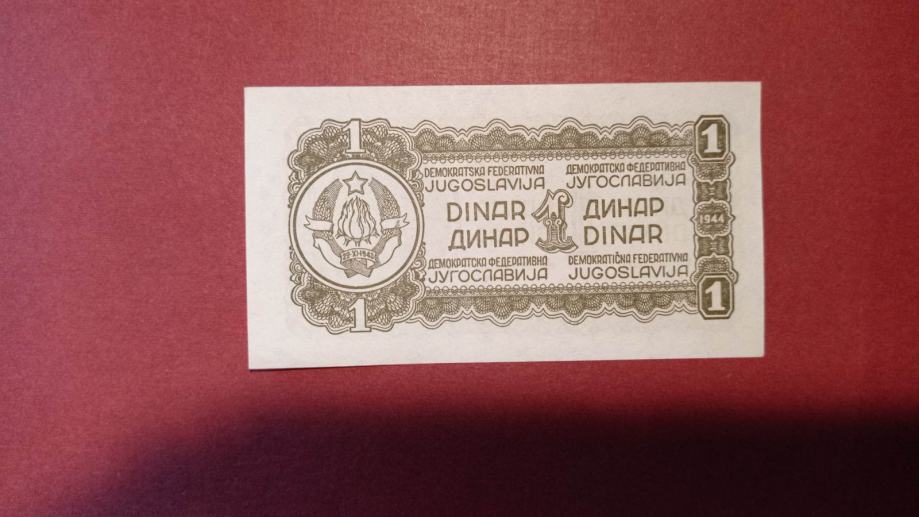 1
DEMOKRATSKA FEDERATIVNA
JUGOSLAVIJA
ДЕМОКРАТСКА ФЕДЕРАТИВНА
ЈУГОСЛАВИЈА
1
DINAR 1 ДИНАР
ДИНАР DINAR
1944
29·XI·1943
ДЕМОКРАТСКА ФЕДЕРАТИВНА
ЈУГОСЛАВИЈА
DEMOKRATIČNA FEDERATIVNA
JUGOSLAVIJA
1
1